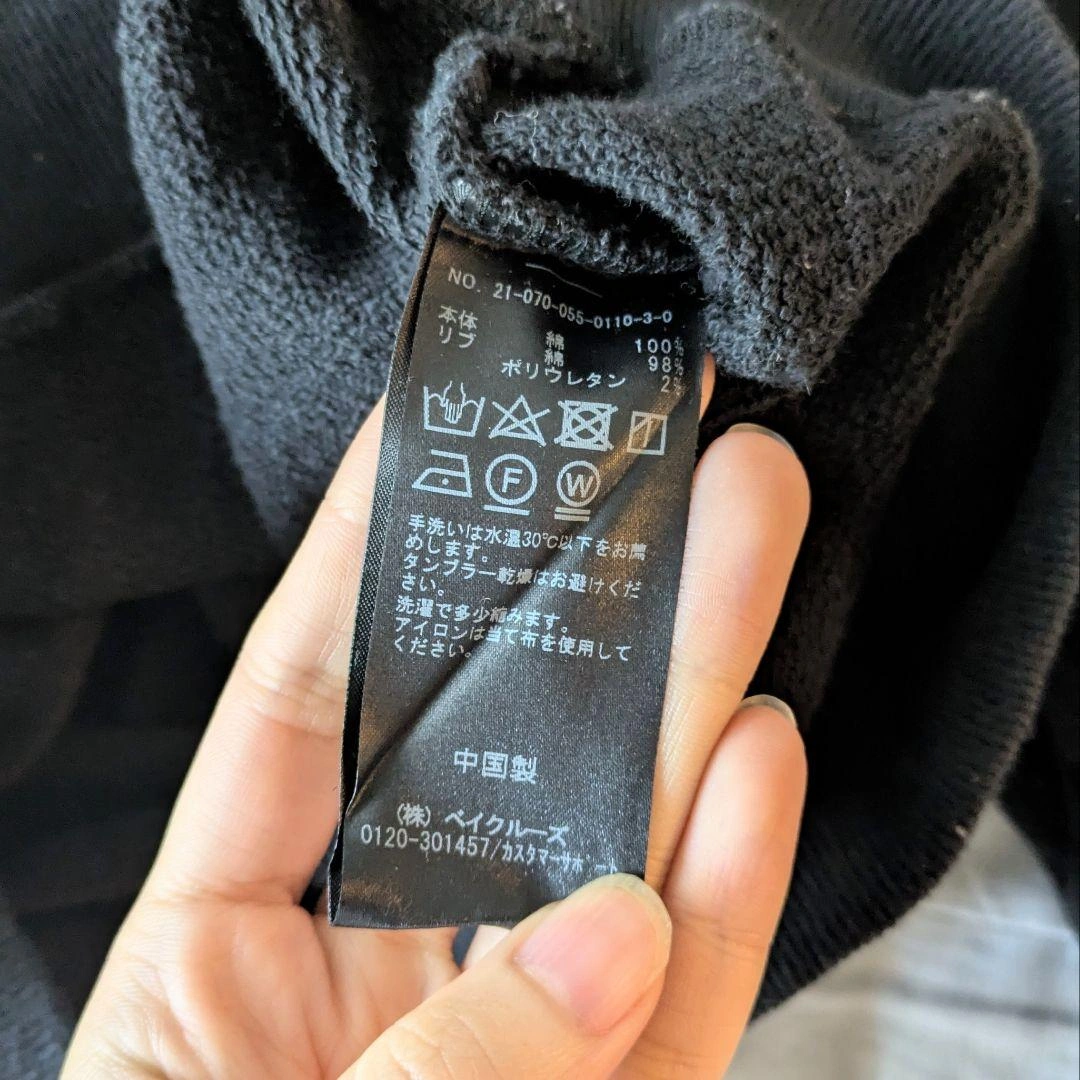 NO. 21-070-055-0110-3-0
本体 綿 100%
リブ 綿 98%
ポリウレタン 2%
F W
手洗いは水温30℃以下をお薦
めします。
タンブラー乾燥はお避けくだ
さい。
洗濯で多少縮みます。
アイロンは当て布を使用して
ください。
中国製
(株) ベイクルーズ
0120-301457/カスタマーサポート